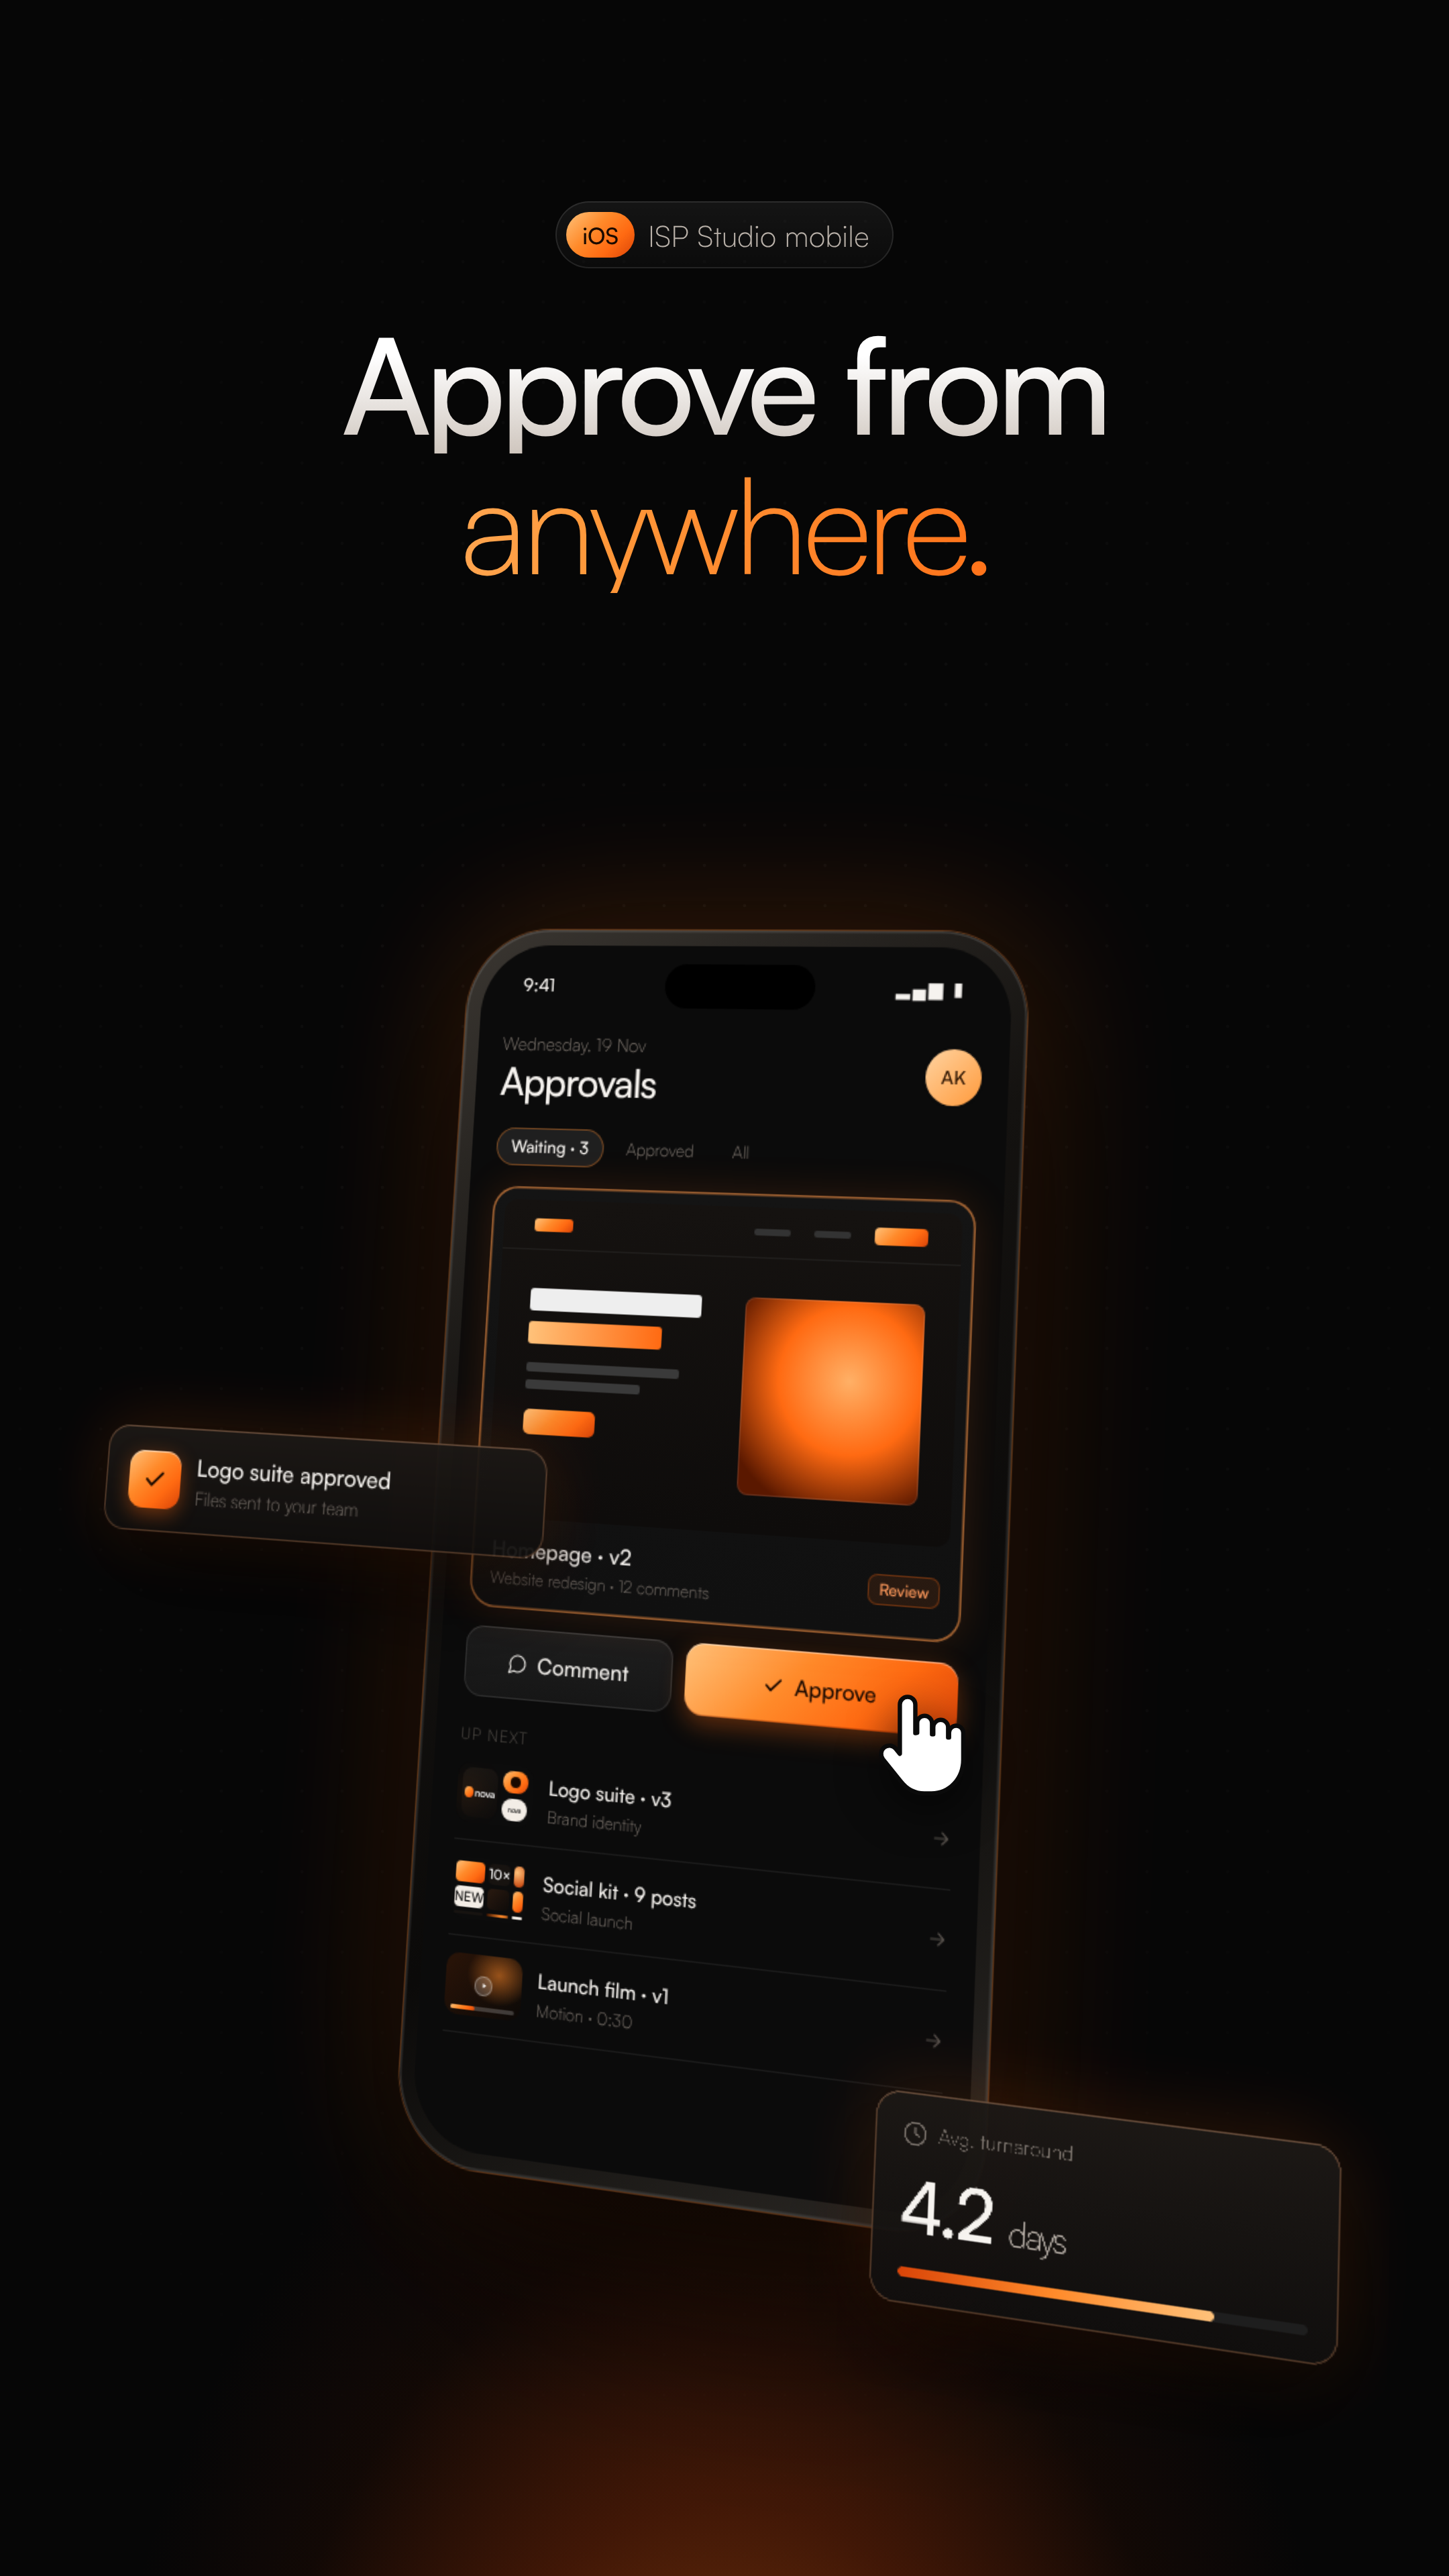 iOS ISP Studio mobile
Approve from
anywhere.
9:41
Wednesday, 19 Nov
Approvals
AK
Waiting · 3 Approved All
Logo suite approved
Files sent to your team
Homepage · v2
Website redesign · 12 comments
Review
Comment
Approve
UP NEXT
nova
nova
Logo suite · v3
Brand identity
10×
NEW
Social kit · 9 posts
Social launch
Launch film · v1
Motion · 0:30
Avg. turnaround
4.2 days